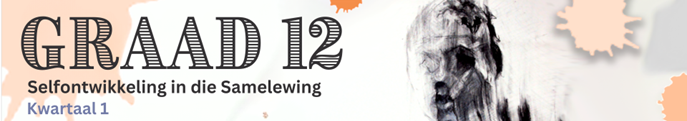 GRAAD 12
Selfontwikkeling in die Samelewing
Kwartaal 1